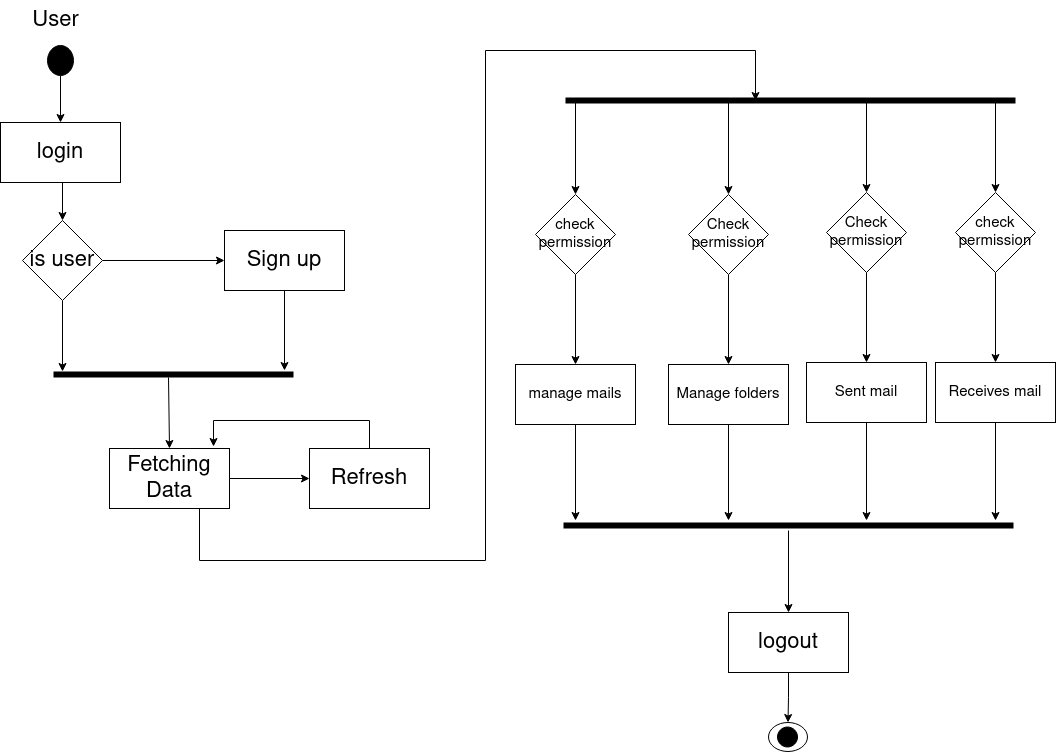 User
login
is user
Sign up
Fetching
Data
Refresh
check
permission
Check
permission
Check
permission
check
permission
manage mails
Manage folders
Sent mail
Receives mail
logout